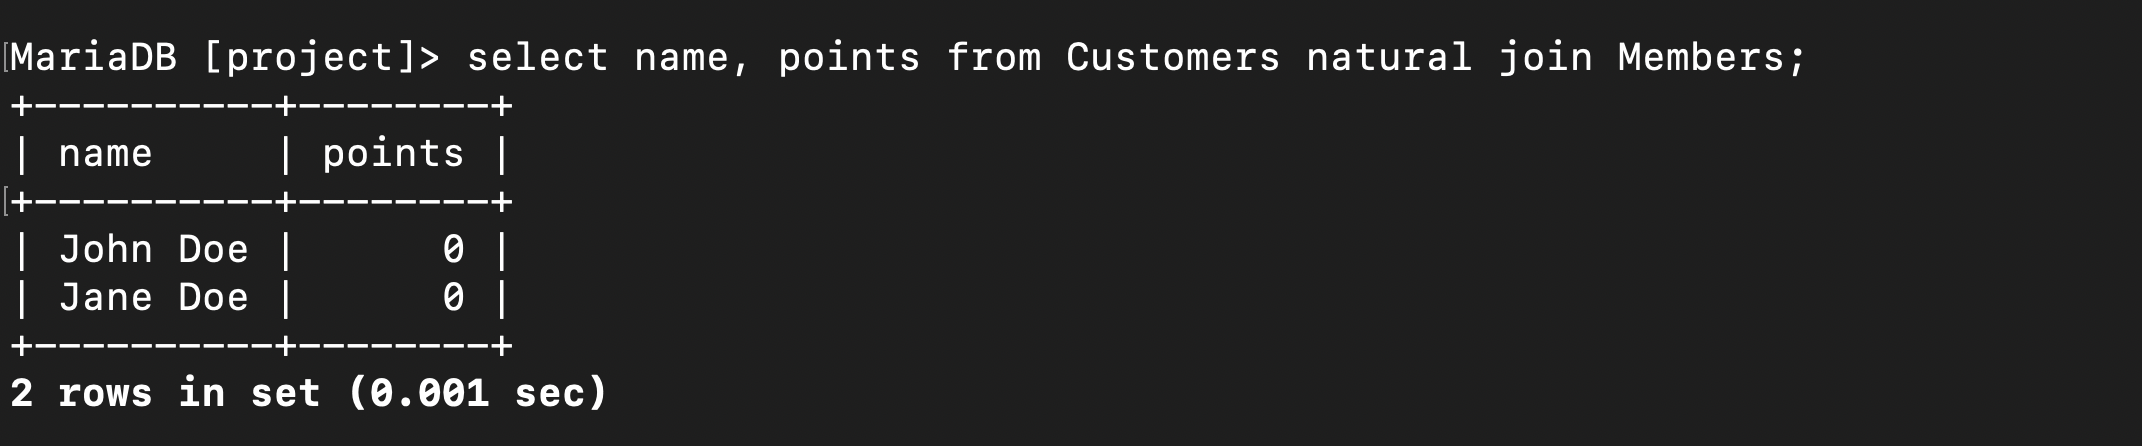 MariaDB [project]> select name, points from Customers natural join Members;
+----------+--------+
| name     | points |
+----------+--------+
| John Doe |      0 |
| Jane Doe |      0 |
+----------+--------+
2 rows in set (0.001 sec)